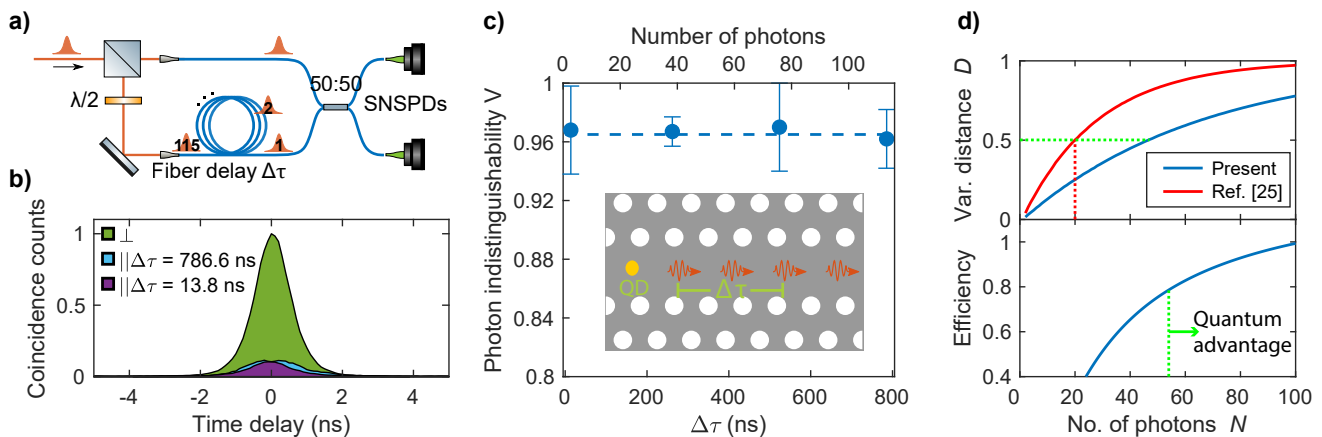 a)
λ/2
115
2
1
50:50
SNSPDs
Fiber delay Δτ
b)
Coincidence counts
1
0.5
0
⊥
||Δτ = 786.6 ns
||Δτ = 13.8 ns
-4 -2 0 2 4
Time delay (ns)
c)
Number of photons
0 20 40 60 80 100
Photon indistinguishability V
1
0.96
0.92
0.88
0.84
0.8
QD
Δτ
0 200 400 600 800
Δτ (ns)
d)
Var. distance D
1
0.5
0
Present
Ref. [25]
Efficiency
1
0.8
0.6
0.4
Quantum
advantage
0 20 40 60 80 100
No. of photons N